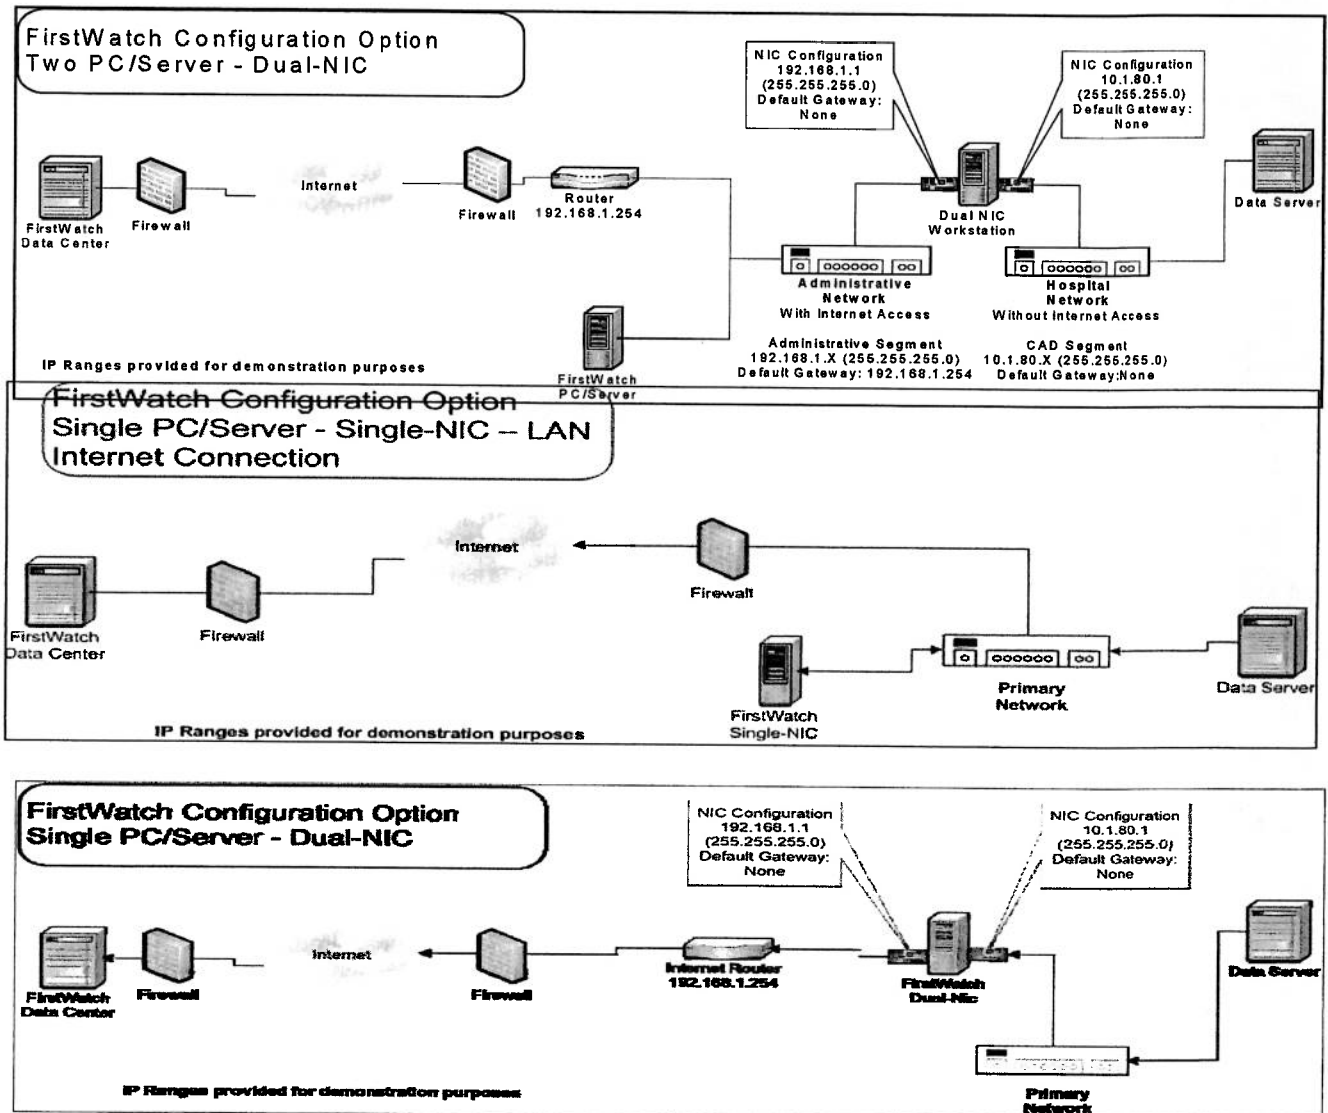 FirstWatch Configuration Option
Two PC/Server - Dual-NIC
NIC Configuration
192.168.1.1
(255.255.255.0)
Default Gateway:
None
NIC Configuration
10.1.80.1
(255.255.255.0)
Default Gateway:
None
FirstWatch
Data Center
Firewall
Internet
Firewall
Router
192.168.1.254
Dual NIC
Workstation
Data Server
Administrative
Network
With Internet Access
Hospital
Network
Without Internet Access
Administrative Segment
192.168.1.X (255.255.255.0)
Default Gateway: 192.168.1.254
CAD Segment
10.1.80.X (255.255.255.0)
Default Gateway:None
FirstWatch
PC/Server
IP Ranges provided for demonstration purposes
FirstWatch Configuration Option
Single PC/Server - Single-NIC – LAN
Internet Connection
FirstWatch
Data Center
Firewall
Internet
Firewall
FirstWatch
Single-NIC
Primary
Network
Data Server
IP Ranges provided for demonstration purposes
FirstWatch Configuration Option
Single PC/Server - Dual-NIC
NIC Configuration
192.168.1.1
(255.255.255.0)
Default Gateway:
None
NIC Configuration
10.1.80.1
(255.255.255.0)
Default Gateway:
None
FirstWatch
Data Center
Firewall
Internet
Firewall
Internet Router
192.168.1.254
FirstWatch
Dual-Nic
Data Server
Primary
Network
IP Ranges provided for demonstration purposes